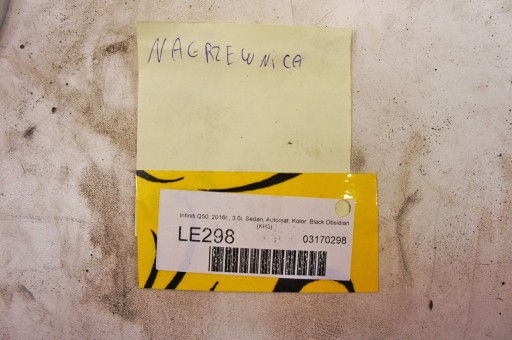 NAGRZEWNICA
Infiniti Q50, 2016r., 3.0i, Sedan, Automat, Kolor: Black Obsidian
(KH3)
LE298
03170298